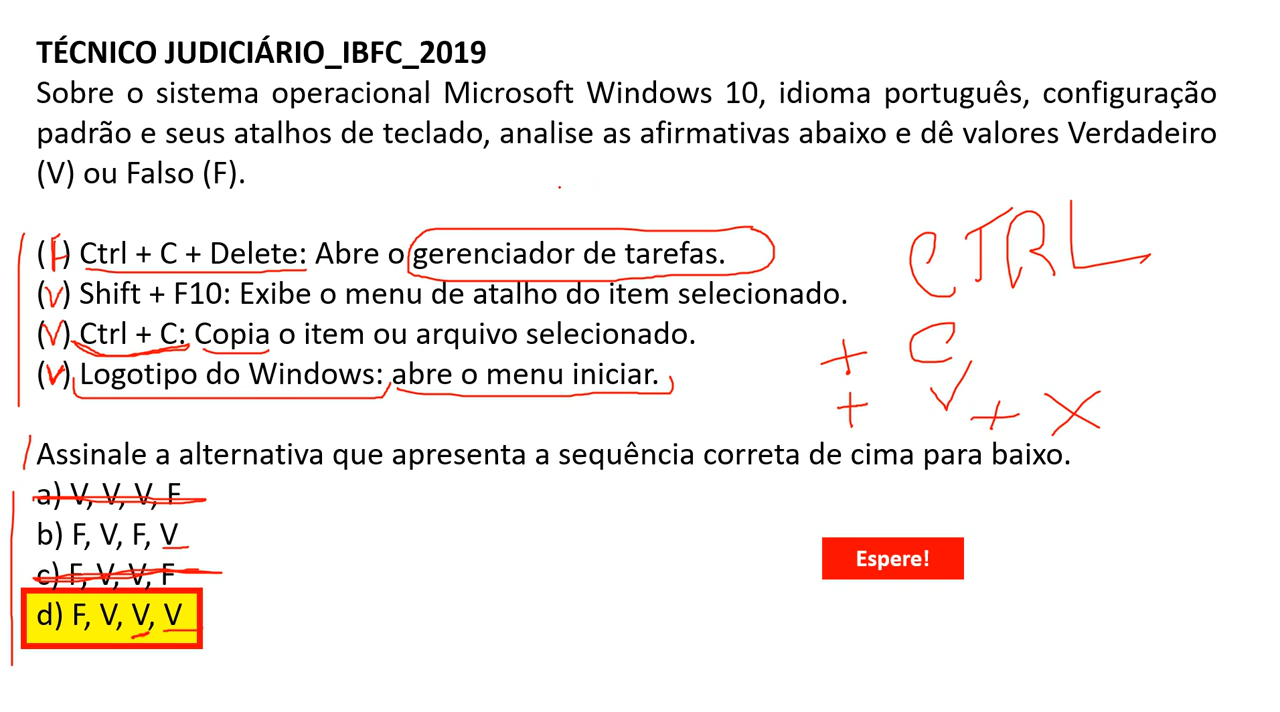 TÉCNICO JUDICIÁRIO_IBFC_2019
Sobre o sistema operacional Microsoft Windows 10, idioma português, configuração
padrão e seus atalhos de teclado, analise as afirmativas abaixo e dê valores Verdadeiro
(V) ou Falso (F).
(F) Ctrl + C + Delete: Abre o gerenciador de tarefas.
(V) Shift + F10: Exibe o menu de atalho do item selecionado.
(V) Ctrl + C: Copia o item ou arquivo selecionado.
(V) Logotipo do Windows: abre o menu iniciar.
CTRL
+ C
+ V + X
Assinale a alternativa que apresenta a sequência correta de cima para baixo.
a) V, V, V, F
b) F, V, F, V
c) F, V, V, F
d) F, V, V, V
Espere!